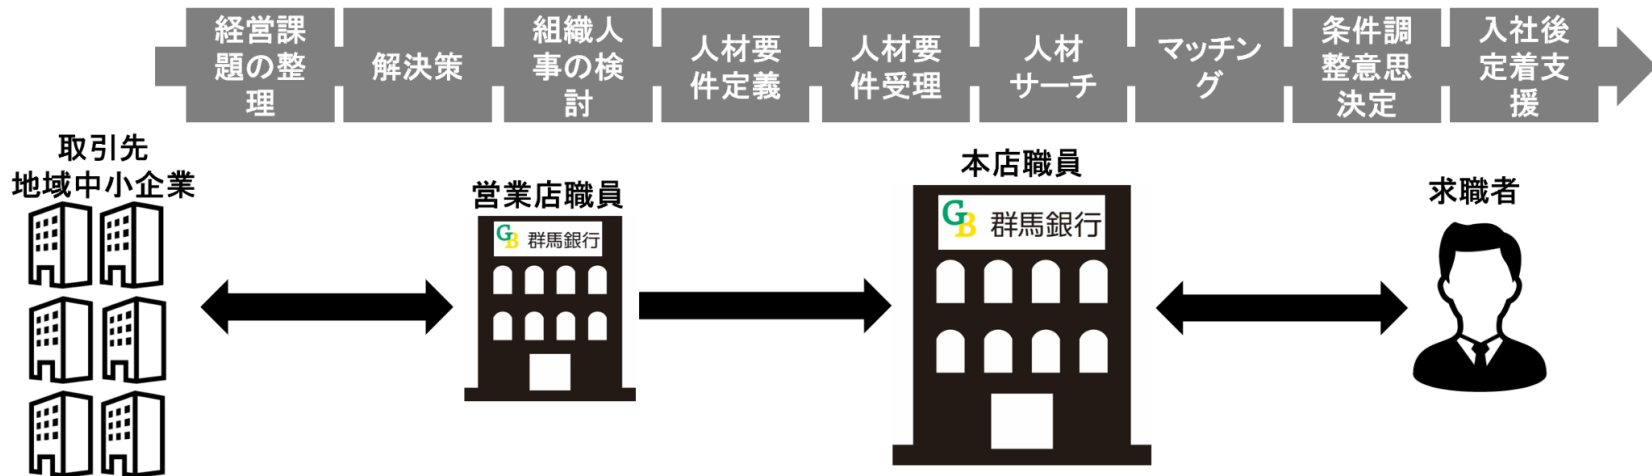 経営課
題の整
理
解決策
組織人
事の検
討
人材要
件定義
人材要
件受理
人材
サーチ
マッチン
グ
条件調
整意思
決定
入社後
定着支
援
取引先
地域中小企業
営業店職員
GB 群馬銀行
本店職員
GB 群馬銀行
求職者